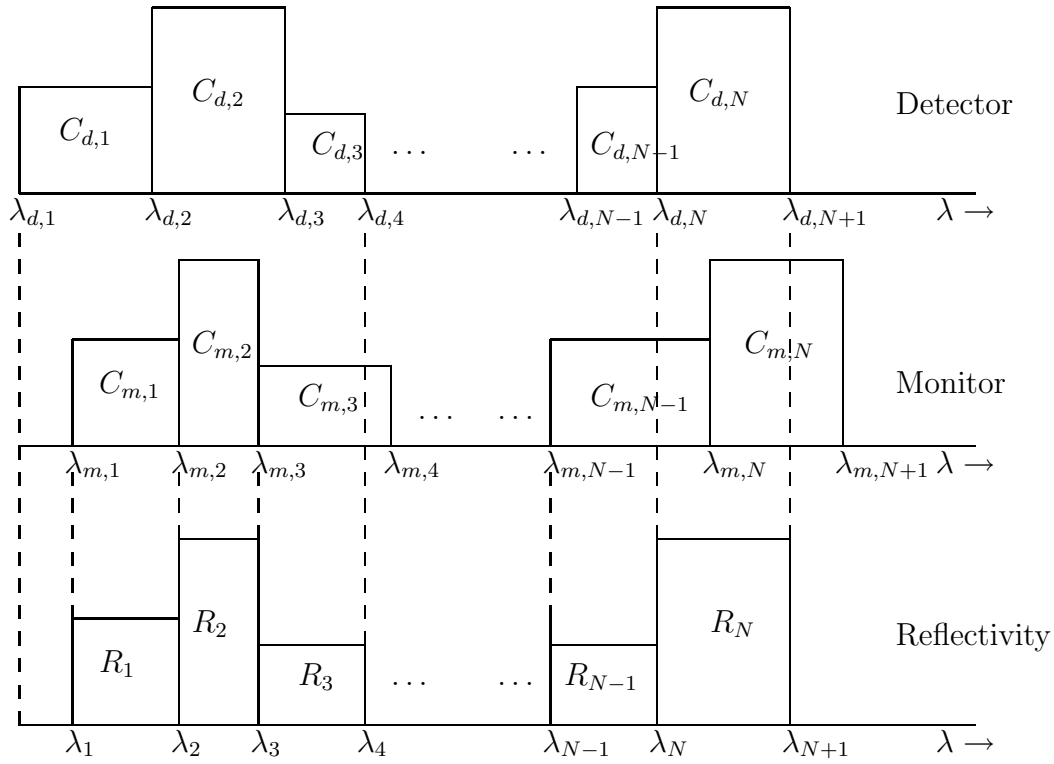 C_{d,1} C_{d,2} C_{d,3} … … C_{d,N−1} C_{d,N} Detector
λ_{d,1} λ_{d,2} λ_{d,3} λ_{d,4} λ_{d,N−1} λ_{d,N} λ_{d,N+1} λ →
C_{m,1} C_{m,2} C_{m,3} … … C_{m,N−1} C_{m,N} Monitor
λ_{m,1} λ_{m,2} λ_{m,3} λ_{m,4} λ_{m,N−1} λ_{m,N} λ_{m,N+1} λ →
R_1 R_2 R_3 … … R_{N−1} R_N Reflectivity
λ_1 λ_2 λ_3 λ_4 λ_{N−1} λ_N λ_{N+1} λ →